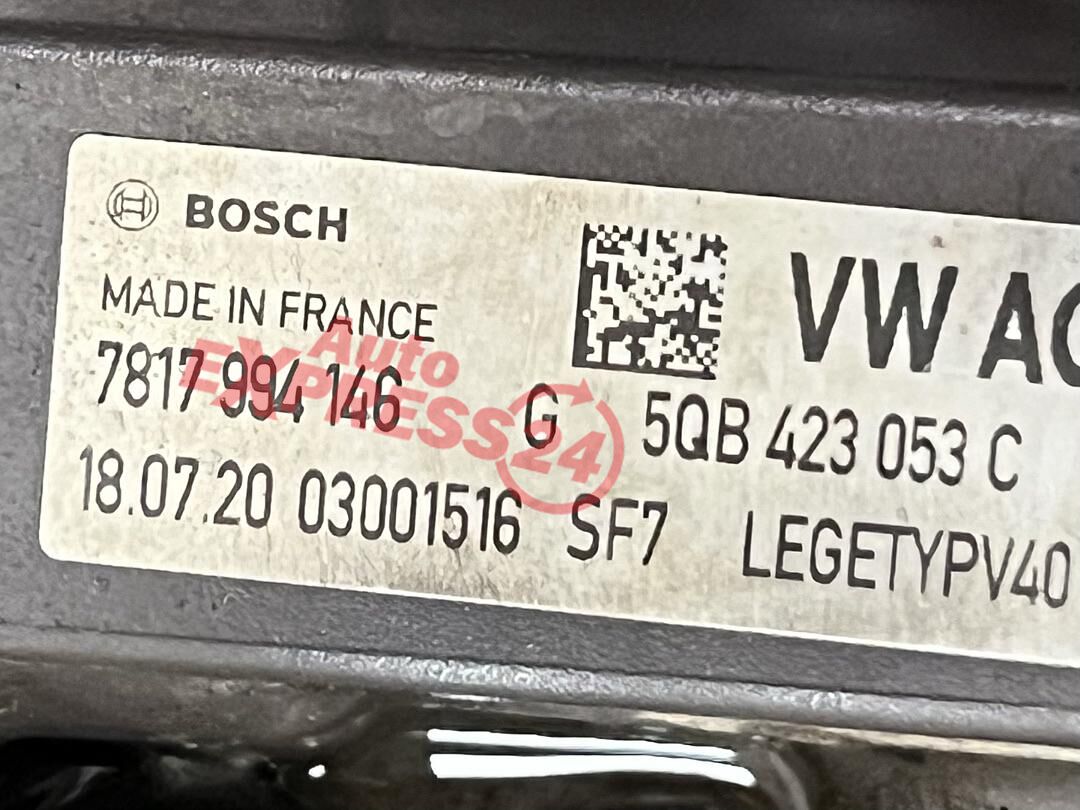 BOSCH
MADE IN FRANCE
VW AG
7817 994 146 G 5QB 423 053 C
18.07.20 03001516 SF7 LEGETYPV40
Auto
EXPRESS24